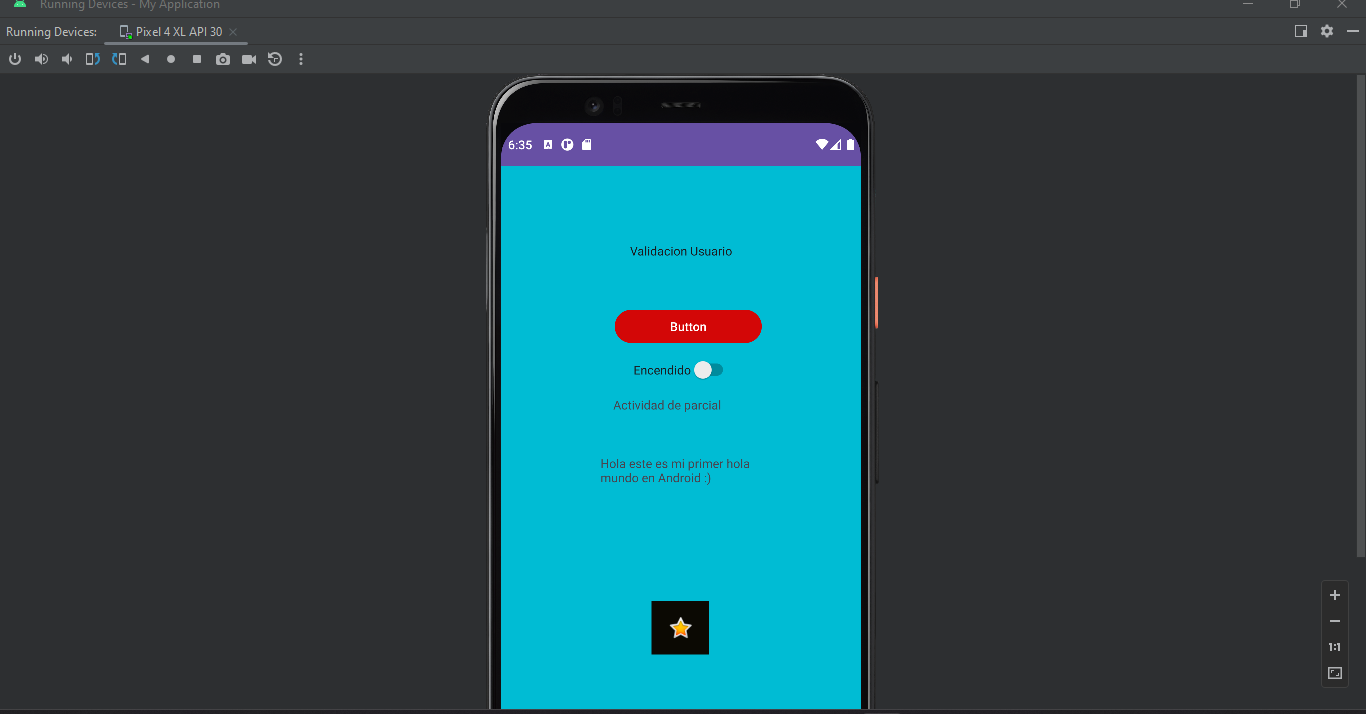 Running Devices - My Application
Running Devices:
Pixel 4 XL API 30
6:35
A
Validacion Usuario
Button
Encendido
Actividad de parcial
Hola este es mi primer hola
mundo en Android :)
1:1